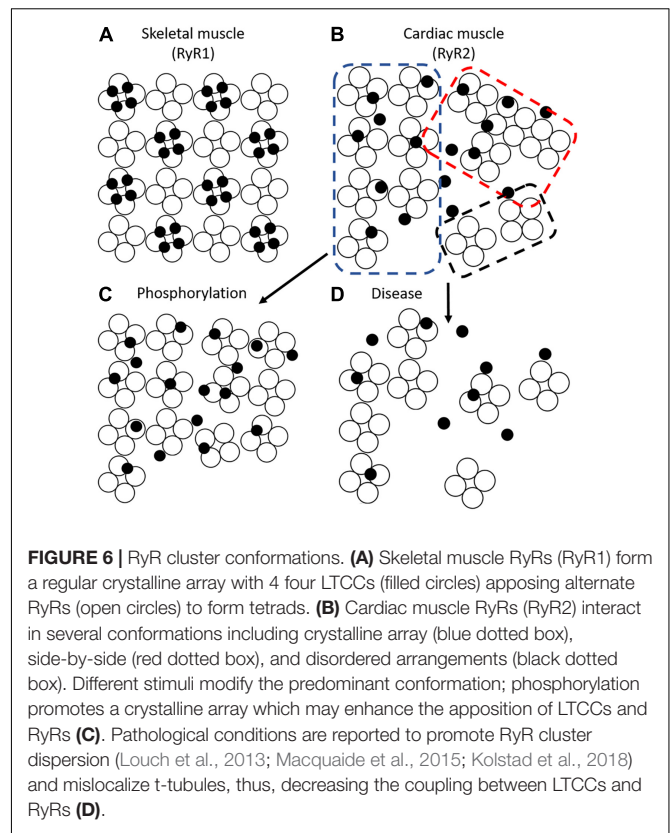 A Skeletal muscle
(RyR1)
B Cardiac muscle
(RyR2)
C Phosphorylation
D Disease
FIGURE 6 | RyR cluster conformations. (A) Skeletal muscle RyRs (RyR1) form
a regular crystalline array with 4 four LTCCs (filled circles) apposing alternate
RyRs (open circles) to form tetrads. (B) Cardiac muscle RyRs (RyR2) interact
in several conformations including crystalline array (blue dotted box),
side-by-side (red dotted box), and disordered arrangements (black dotted
box). Different stimuli modify the predominant conformation; phosphorylation
promotes a crystalline array which may enhance the apposition of LTCCs and
RyRs (C). Pathological conditions are reported to promote RyR cluster
dispersion (Louch et al., 2013; Macquaide et al., 2015; Kolstad et al., 2018)
and mislocalize t-tubules, thus, decreasing the coupling between LTCCs and
RyRs (D).